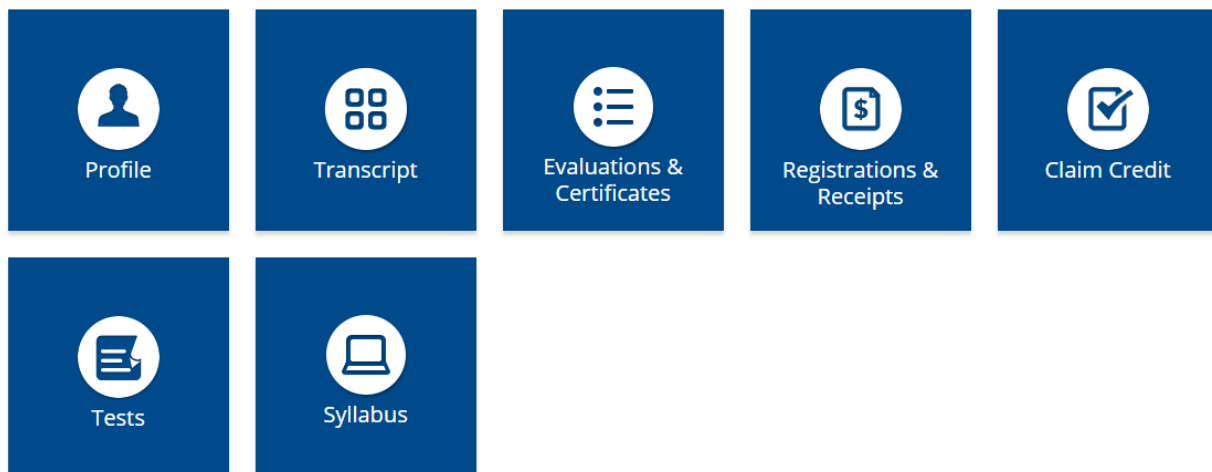 Profile
Transcript
Evaluations &
Certificates
$
Registrations &
Receipts
Claim Credit
Tests
Syllabus